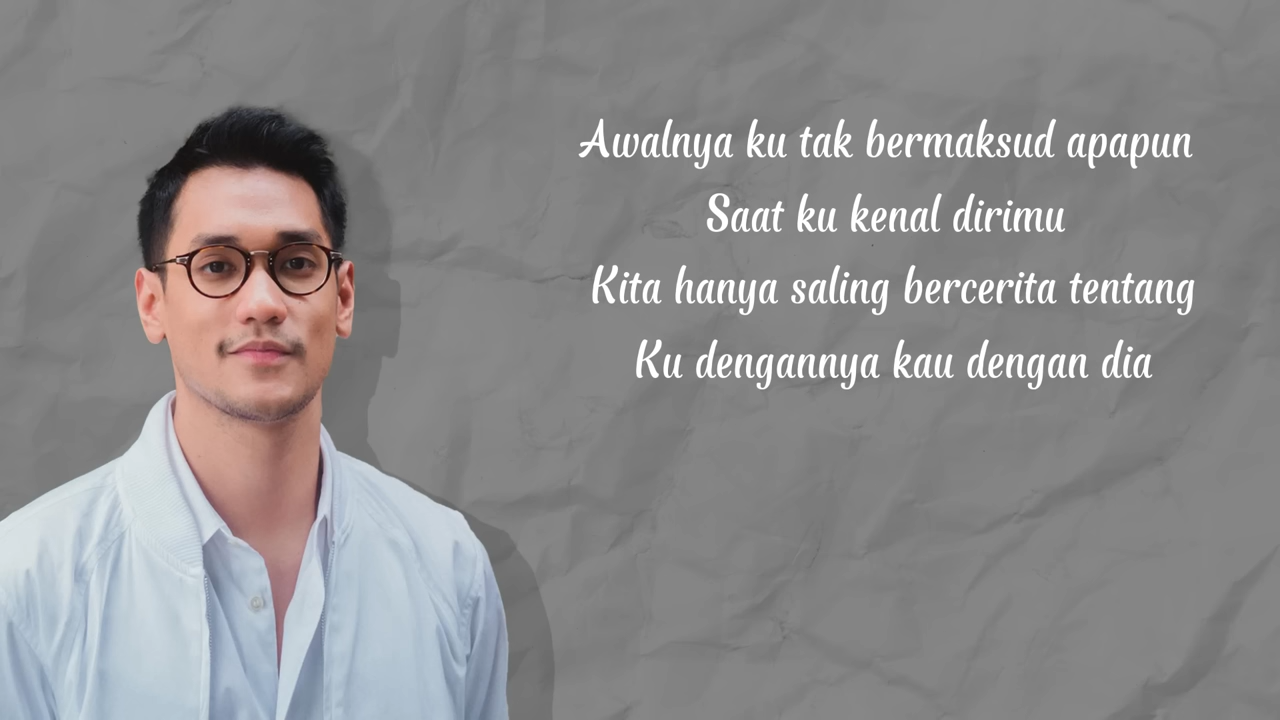 Awalnya ku tak bermaksud apapun
Saat ku kenal dirimu
Kita hanya saling bercerita tentang
Ku dengannya kau dengan dia